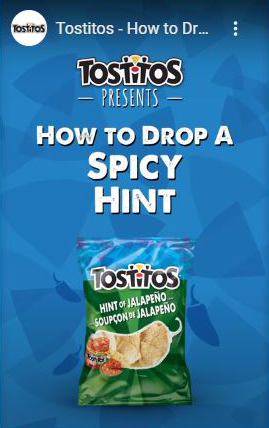 TOSTITOS
Tostitos - How to Dr...
TOSTITOS
PRESENTS
HOW TO DROP A
SPICY
HINT
TOSTITOS
HINT OF JALAPEÑO
SOUPÇON DE JALAPEÑO